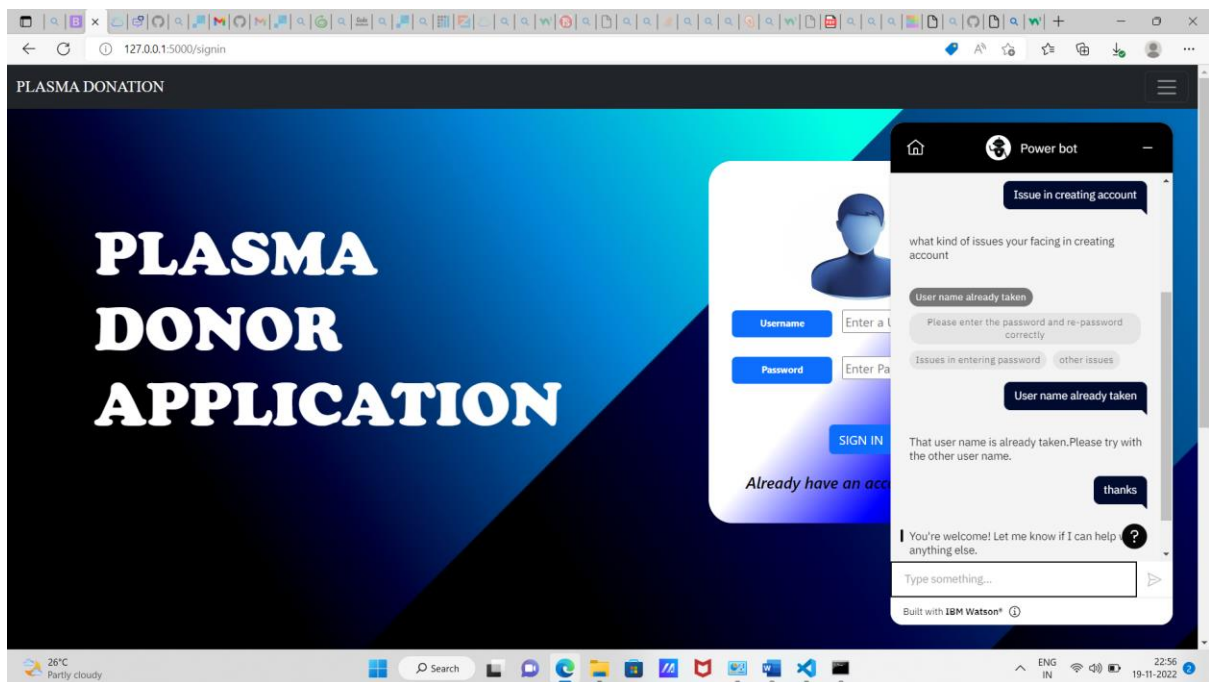 127.0.0.1:5000/signin
PLASMA DONATION
PLASMA
DONOR
APPLICATION
Username
Enter a
Password
Enter
SIGN IN
Already have an
Power bot
Issue in creating account
what kind of issues your facing in creating
account
User name already taken
Please enter the password and re-password
correctly
Issues in entering password other issues
User name already taken
That user name is already taken.Please try with
the other user name.
thanks
You're welcome! Let me know if I can help
anything else.
?
Type something...
Built with IBM Watson®
26°C
Partly cloudy
Search
ENG
IN
22:56
19-11-2022
2